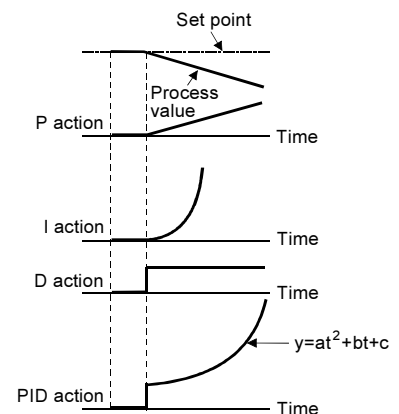 Set point
Process
value
P action
Time
I action
Time
D action
Time
y=at²+bt+c
PID action
Time